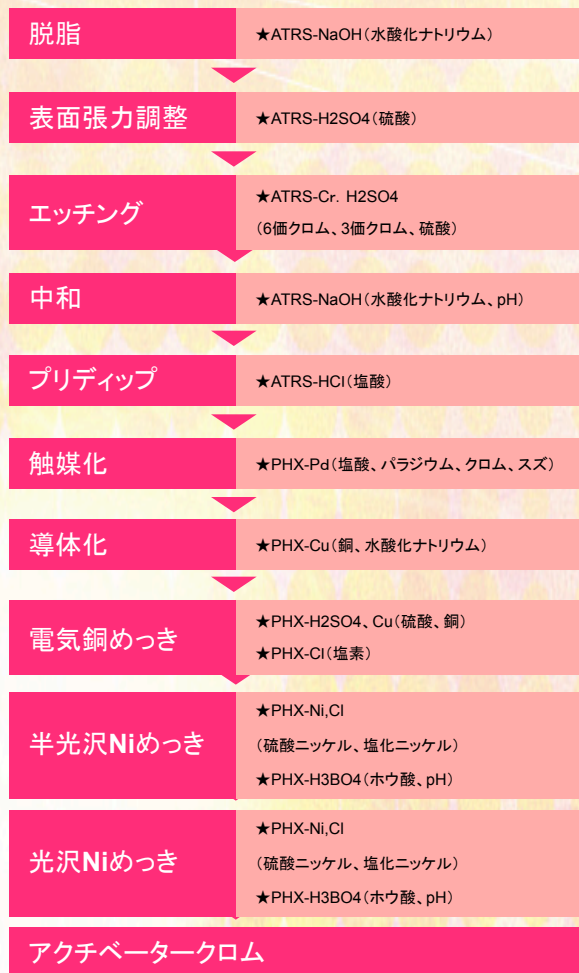 脱脂
★ATRS-NaOH（水酸化ナトリウム）
表面張力調整
★ATRS-H2SO4（硫酸）
エッチング
★ATRS-Cr. H2SO4
（6価クロム、3価クロム、硫酸）
中和
★ATRS-NaOH（水酸化ナトリウム、pH）
プリディップ
★ATRS-HCl（塩酸）
触媒化
★PHX-Pd（塩酸、パラジウム、クロム、スズ）
導体化
★PHX-Cu（銅、水酸化ナトリウム）
電気銅めっき
★PHX-H2SO4、Cu（硫酸、銅）
★PHX-Cl（塩素）
半光沢Niめっき
★PHX-Ni,Cl
（硫酸ニッケル、塩化ニッケル）
★PHX-H3BO4（ホウ酸、pH）
光沢Niめっき
★PHX-Ni,Cl
（硫酸ニッケル、塩化ニッケル）
★PHX-H3BO4（ホウ酸、pH）
アクチベータークロム